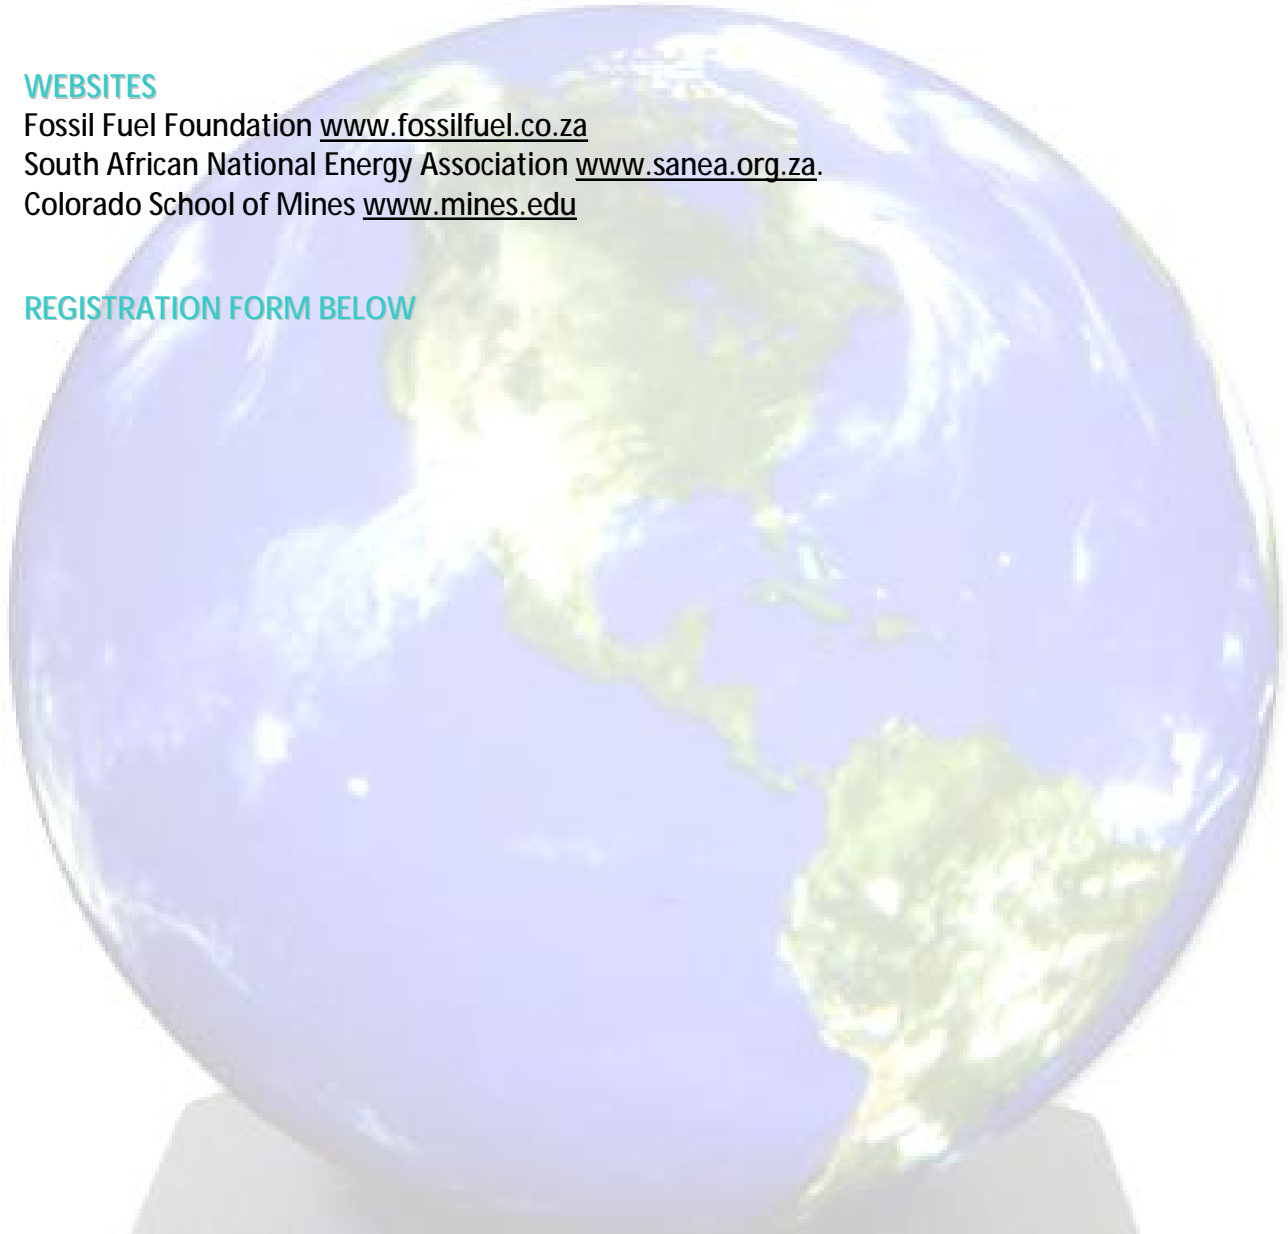 WEBSITES
Fossil Fuel Foundation www.fossilfuel.co.za
South African National Energy Association www.sanea.org.za.
Colorado School of Mines www.mines.edu
REGISTRATION FORM BELOW